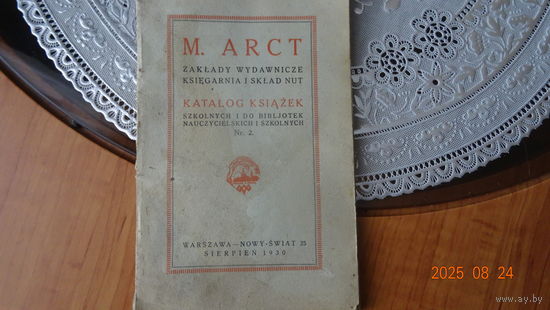 M. ARCT
ZAKŁADY WYDAWNICZE
KSIĘGARNIA I SKŁAD NUT
KATALOG KSIĄŻEK
SZKOLNYCH I DO BIBLJOTEK
NAUCZYCIELSKICH I SZKOLNYCH
Nr. 2.
WARSZAWA—NOWY-ŚWIAT 35
SIERPIEŃ 1930
2025 08 24
www.ay.by